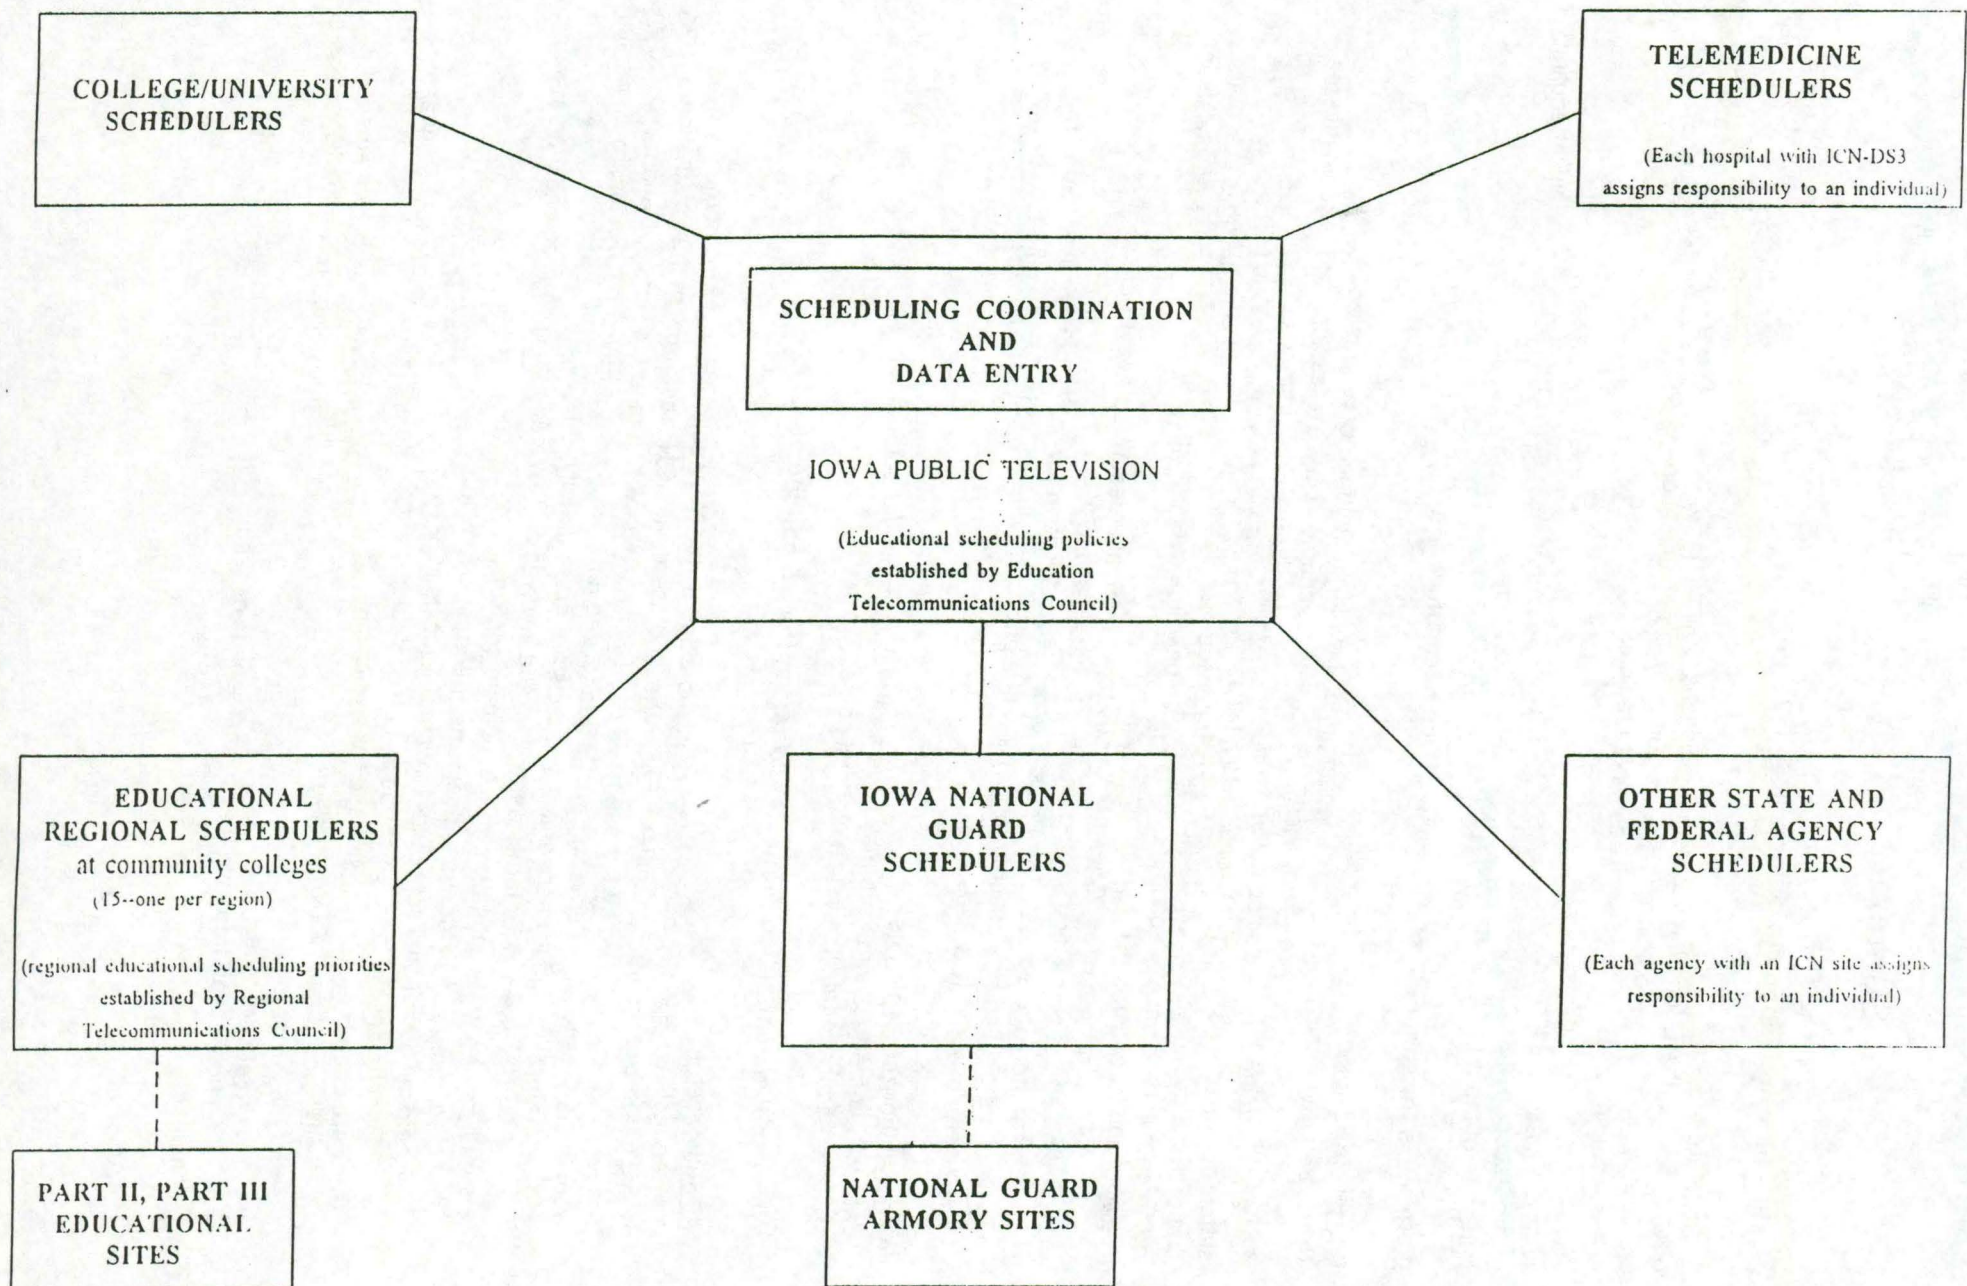 COLLEGE/UNIVERSITY
SCHEDULERS
TELEMEDICINE
SCHEDULERS
(Each hospital with ICN-DS3
assigns responsibility to an individual)
SCHEDULING COORDINATION
AND
DATA ENTRY
IOWA PUBLIC TELEVISION
(Educational scheduling policies
established by Education
Telecommunications Council)
EDUCATIONAL
REGIONAL SCHEDULERS
at community colleges
(15--one per region)
(regional educational scheduling priorities
established by Regional
Telecommunications Council)
IOWA NATIONAL
GUARD
SCHEDULERS
OTHER STATE AND
FEDERAL AGENCY
SCHEDULERS
(Each agency with an ICN site assigns
responsibility to an individual)
PART II, PART III
EDUCATIONAL
SITES
NATIONAL GUARD
ARMORY SITES